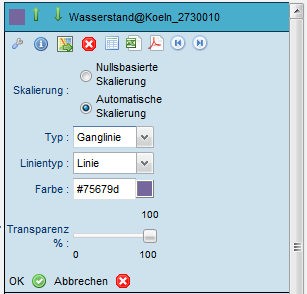 Wasserstand@Koeln_2730010
Nullsbasierte
Skalierung
Skalierung :
Automatische
Skalierung
Typ : Ganglinie
Linientyp : Linie
Farbe : #75679d
100
Transparenz
% :
0 100
OK Abbrechen